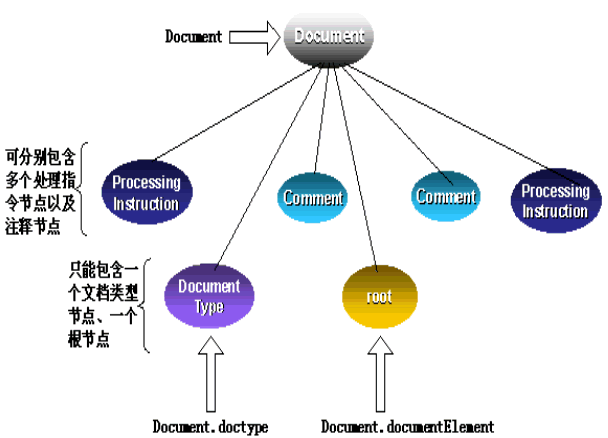 Document
Document
可分别包含
多个处理指
令节点以及
注释节点
Processing
Instruction
Comment
Comment
Processing
Instruction
只能包含一
个文档类型
节点、一个
根节点
Document
Type
root
Document.doctype
Document.documentElement